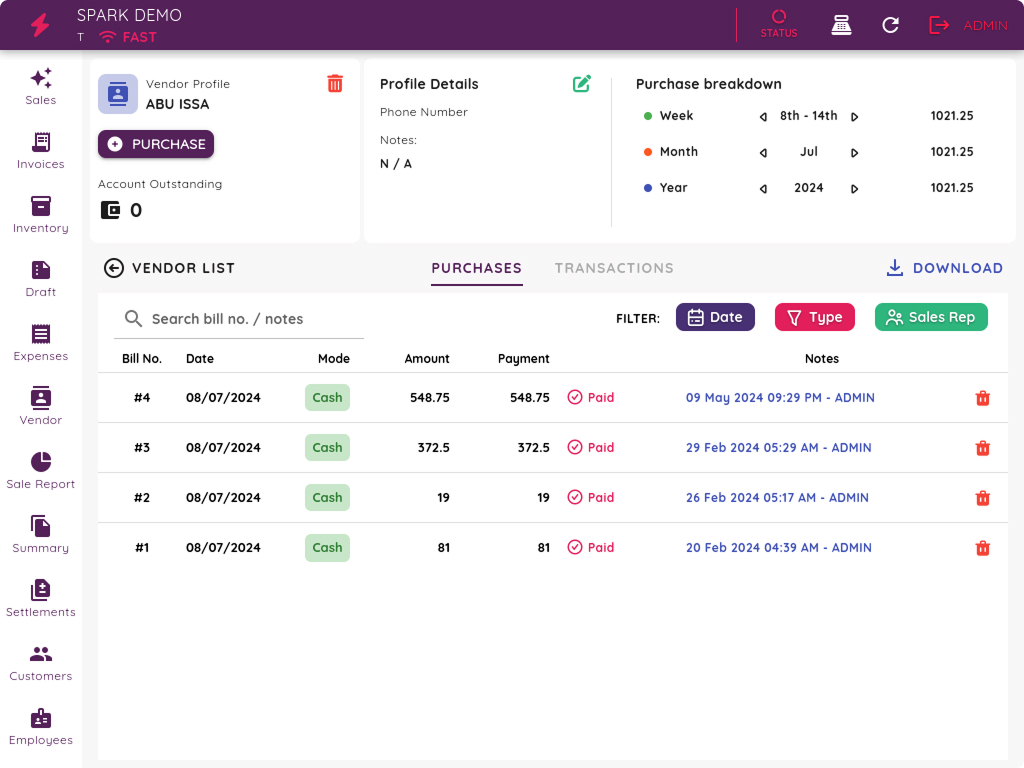 SPARK DEMO
T FAST
STATUS
ADMIN
Sales
Invoices
Inventory
Draft
Expenses
Vendor
Sale Report
Summary
Settlements
Customers
Employees
Vendor Profile
ABU ISSA
PURCHASE
Account Outstanding
0
Profile Details
Phone Number
Notes:
N / A
Purchase breakdown
Week 8th - 14th 1021.25
Month Jul 1021.25
Year 2024 1021.25
VENDOR LIST
PURCHASES
TRANSACTIONS
DOWNLOAD
Search bill no. / notes
FILTER: Date Type Sales Rep
Bill No. Date Mode Amount Payment Notes
#4 08/07/2024 Cash 548.75 548.75 Paid 09 May 2024 09:29 PM - ADMIN
#3 08/07/2024 Cash 372.5 372.5 Paid 29 Feb 2024 05:29 AM - ADMIN
#2 08/07/2024 Cash 19 19 Paid 26 Feb 2024 05:17 AM - ADMIN
#1 08/07/2024 Cash 81 81 Paid 20 Feb 2024 04:39 AM - ADMIN